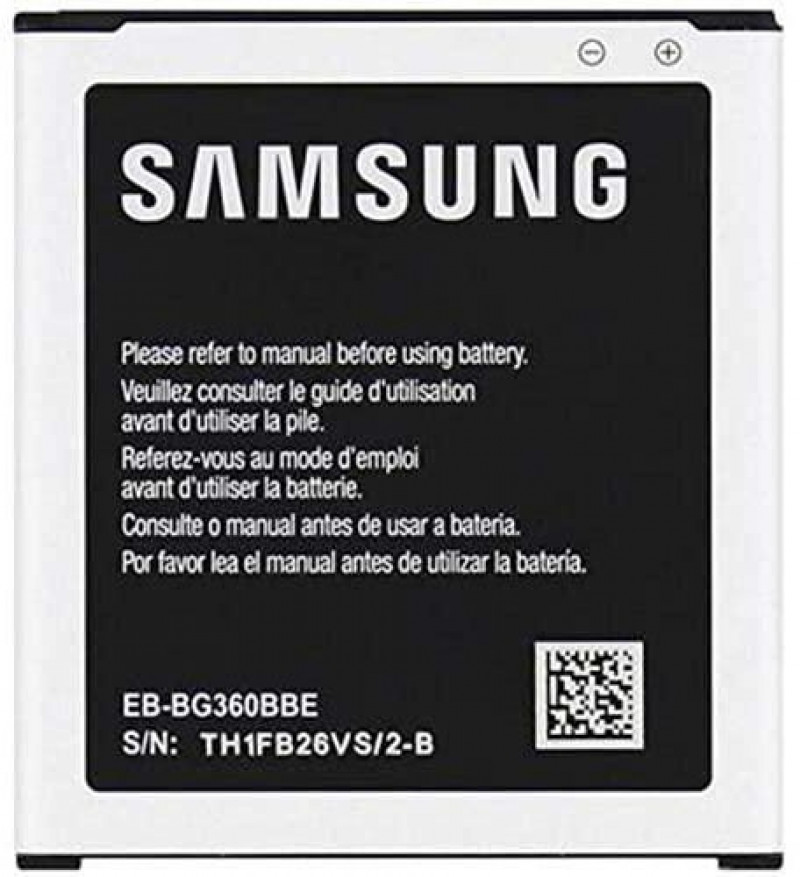 SAMSUNG
Please refer to manual before using battery.
Veuillez consulter le guide d'utilisation
avant d'utiliser la pile.
Referez-vous au mode d'emploi
avant d'utiliser la batterie.
Consulte o manual antes de usar a bateria.
Por favor lea el manual antes de utilizar la batería.
EB-BG360BBE
S/N: TH1FB26VS/2-B